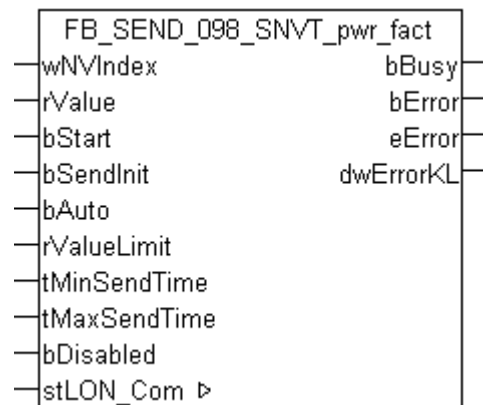 FB_SEND_098_SNVT_pwr_fact
wNVIndex bBusy
rValue bError
bStart eError
bSendInit dwErrorKL
bAuto
rValueLimit
tMinSendTime
tMaxSendTime
bDisabled
stLON_Com ▷